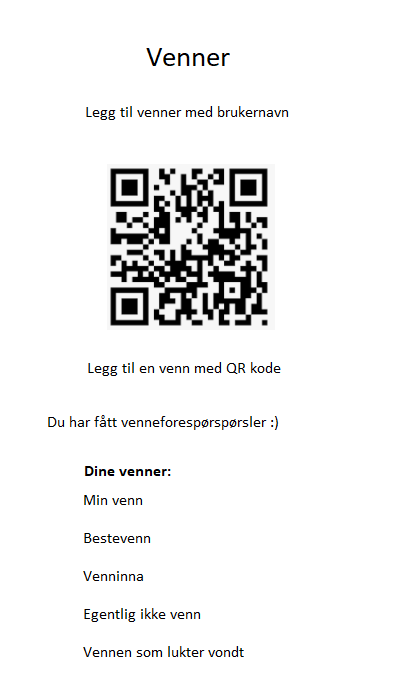 Venner
Legg til venner med brukernavn
Legg til en venn med QR kode
Du har fått venneforespørspørsler :)
Dine venner:
Min venn
Bestevenn
Venninna
Egentlig ikke venn
Vennen som lukter vondt